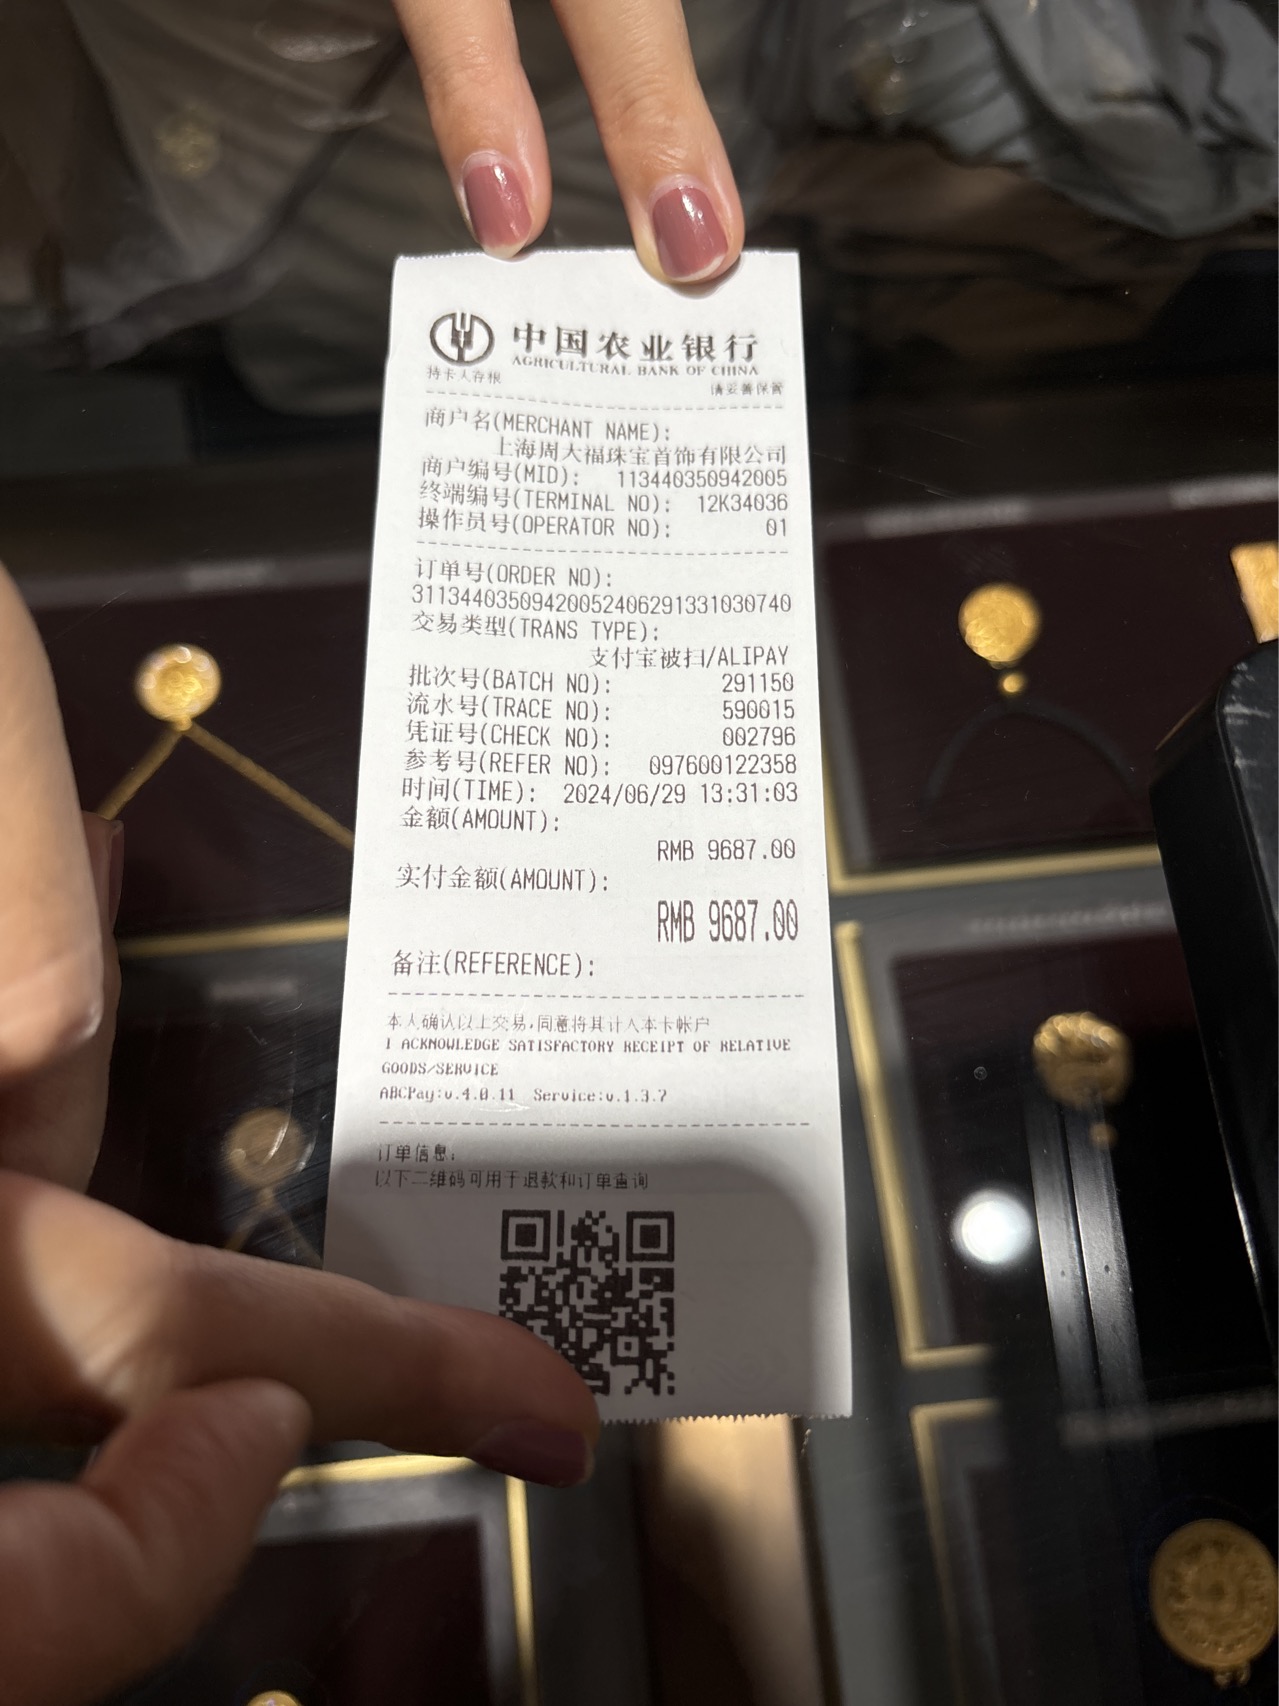 中国农业银行
AGRICULTURAL BANK OF CHINA
持卡人存根 请妥善保管
商户名(MERCHANT NAME):
上海周大福珠宝首饰有限公司
商户编号(MID): 113440350942005
终端编号(TERMINAL NO): 12K34036
操作员号(OPERATOR NO): 01
订单号(ORDER NO):
31134403509420052406291331030740
交易类型(TRANS TYPE):
支付宝被扫/ALIPAY
批次号(BATCH NO): 291150
流水号(TRACE NO): 590015
凭证号(CHECK NO): 002796
参考号(REFER NO): 097600122358
时间(TIME): 2024/06/29 13:31:03
金额(AMOUNT):
RMB 9687.00
实付金额(AMOUNT):
RMB 9687.00
备注(REFERENCE):
本人确认以上交易,同意将其计入本卡帐户
I ACKNOWLEDGE SATISFACTORY RECEIPT OF RELATIVE
GOODS/SERVICE
ABCPay:v.4.0.11 Service:v.1.3.7
订单信息:
以下二维码可用于退款和订单查询